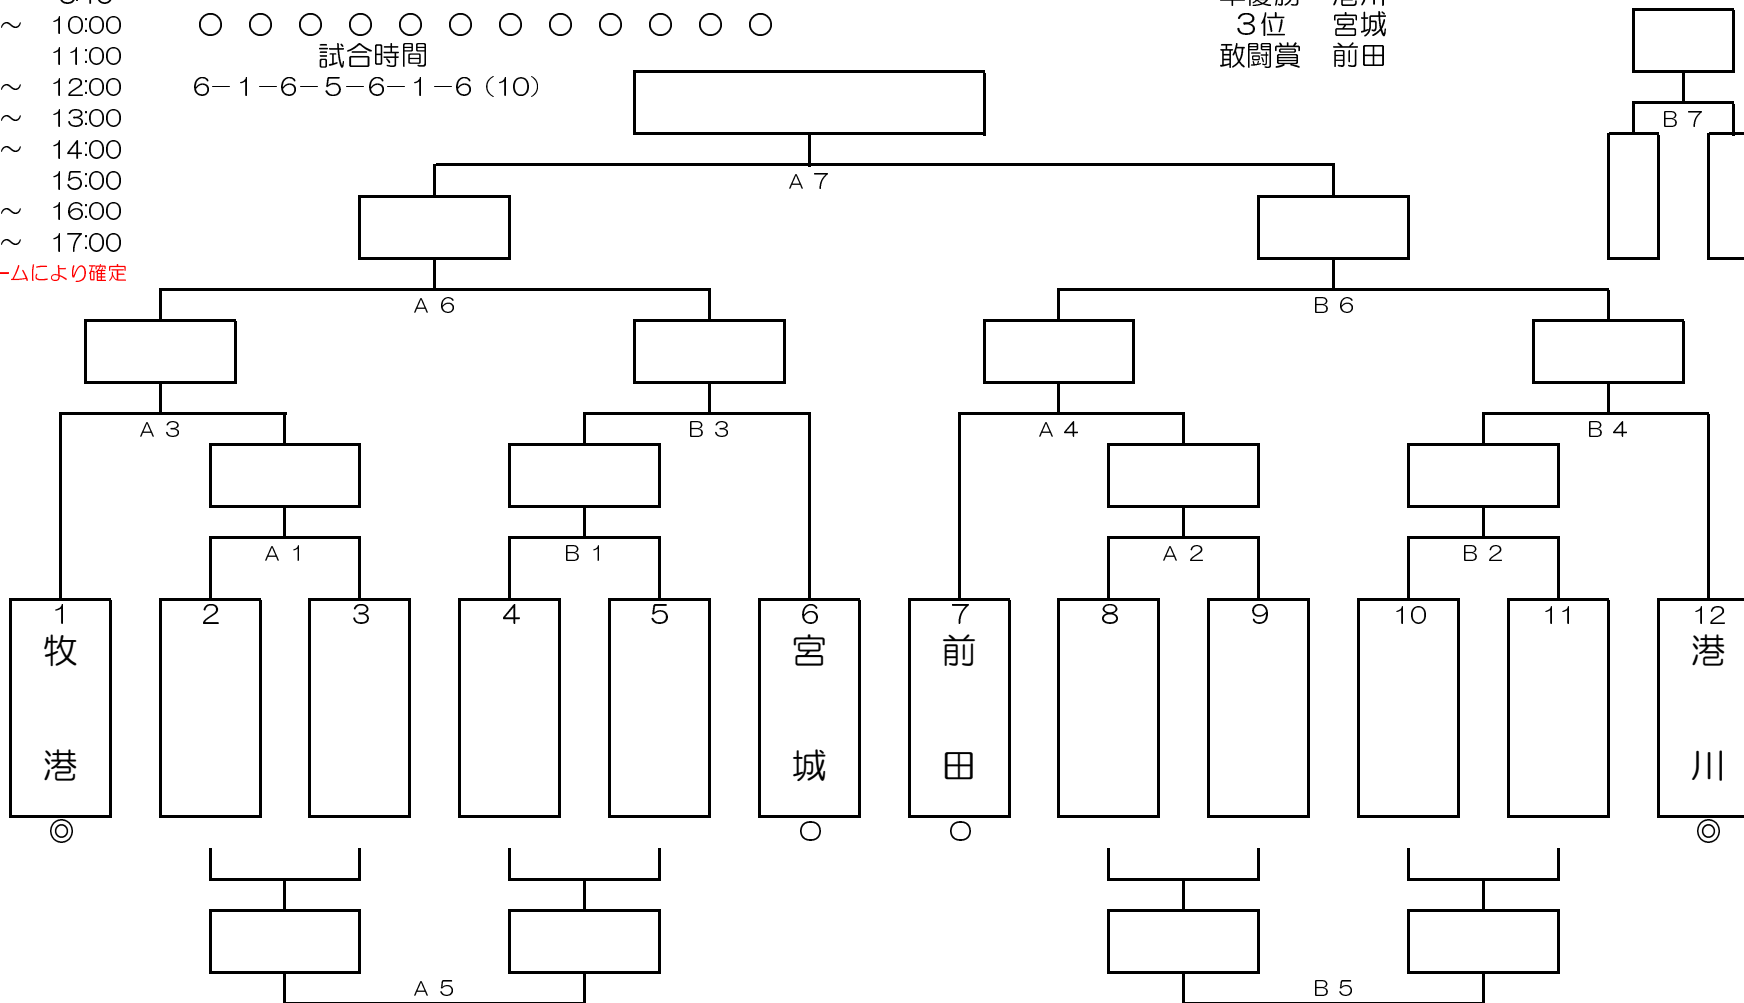 ～ 10:00 ○ ○ ○ ○ ○ ○ ○ ○ ○ ○ ○ ○ ３位 宮城
11:00 試合時間 敢闘賞 前田
～ 12:00 6－１－6－5－6－１－6（10）
～ 13:00 Ｂ７
～ 14:00
15:00 Ａ７
～ 16:00
～ 17:00
ームにより確定
Ａ６ Ｂ６
Ａ３ Ｂ３ Ａ４ Ｂ４
Ａ１ Ｂ１ Ａ２ Ｂ２
1 2 3 4 5 6 7 8 9 10 11 12
牧港 宮城 前田 港川
◎ ○ ○ ◎
Ａ５ Ｂ５